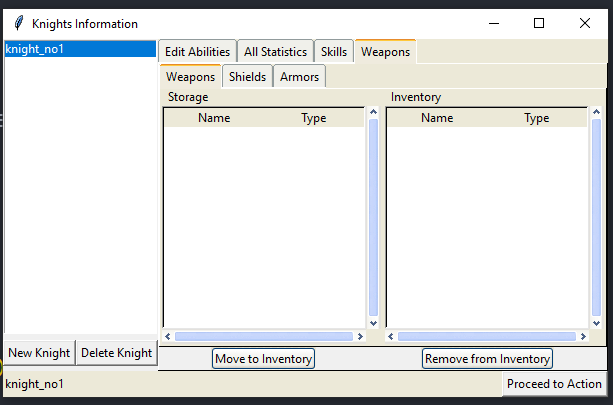 Knights Information
knight_no1
Edit Abilities All Statistics Skills Weapons
Weapons Shields Armors
Storage Inventory
Name Type Name Type
New Knight Delete Knight
Move to Inventory Remove from Inventory
knight_no1 Proceed to Action